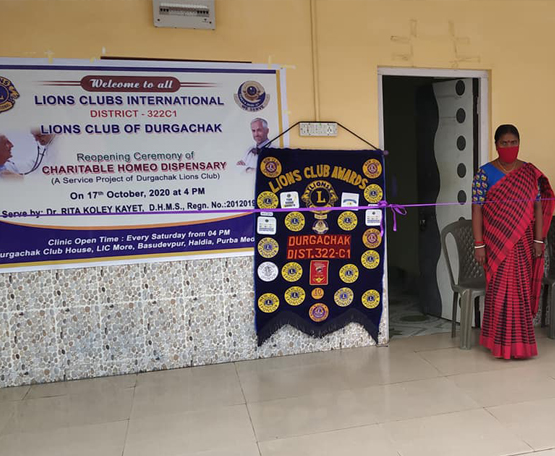 Welcome to all
LIONS CLUBS INTERNATIONAL
DISTRICT - 322C1
LIONS CLUB OF DURGACHAK
Reopening Ceremony of
CHARITABLE HOMEO DISPENSARY
(A Service Project of Durgachak Lions Club)
On 17th October, 2020 at 4 PM
Serve by: Dr. RITA KOLEY KAYET, D.H.M.S., Regn. No.:
Clinic Open Time : Every Saturday from 04 PM
Durgachak Club House, LIC More, Basudevpur, Haldia, Purba
LIONS CLUB AWARDS
LIONS
L
DURGACHAK
DIST.322-C1